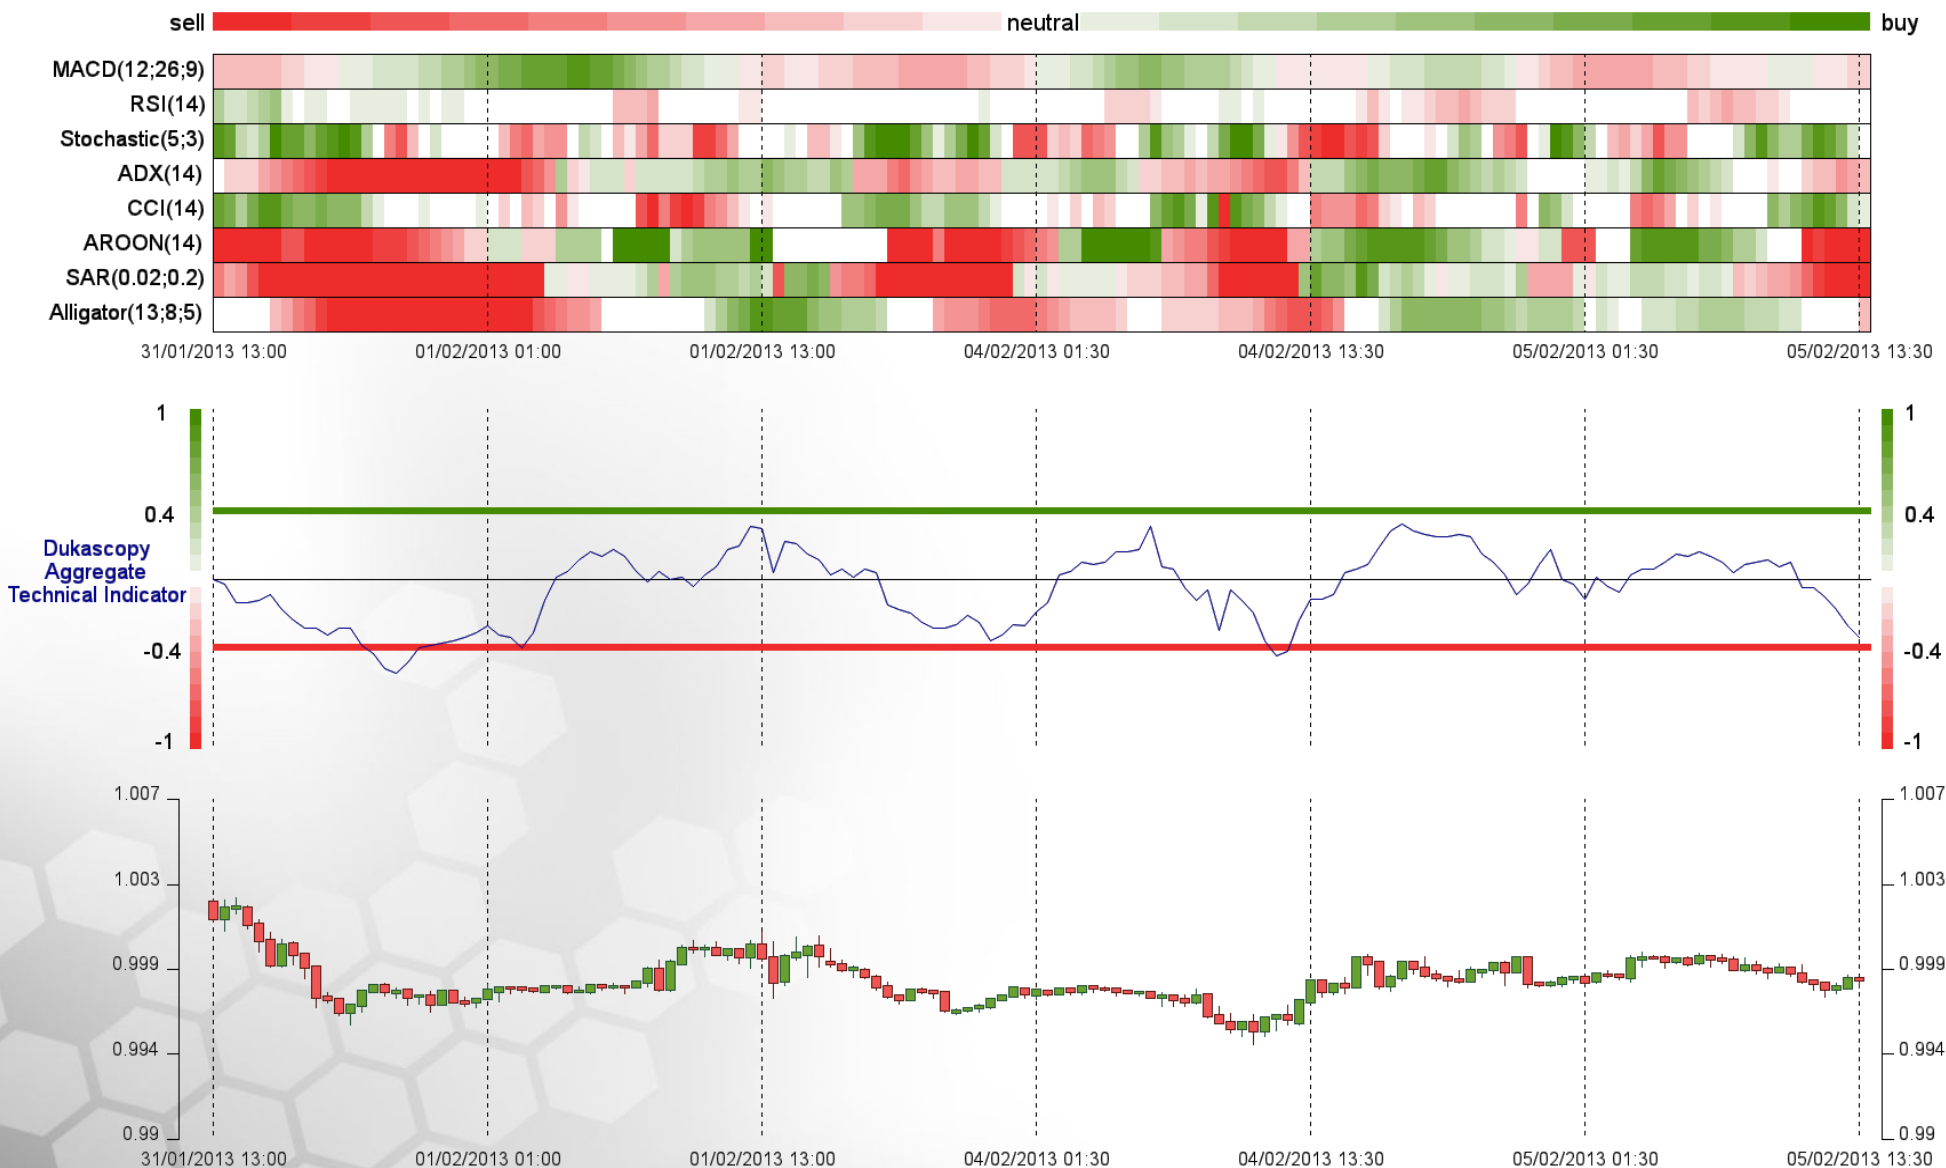 sell neutral buy
MACD(12;26;9)
RSI(14)
Stochastic(5;3)
ADX(14)
CCI(14)
AROON(14)
SAR(0.02;0.2)
Alligator(13;8;5)
31/01/2013 13:00 01/02/2013 01:00 01/02/2013 13:00 04/02/2013 01:30 04/02/2013 13:30 05/02/2013 01:30 05/02/2013 13:30
1 1
0.4 0.4
Dukascopy
Aggregate
Technical Indicator
-0.4 -0.4
-1 -1
1.007 1.007
1.003 1.003
0.999 0.999
0.994 0.994
0.99 0.99
31/01/2013 13:00 01/02/2013 01:00 01/02/2013 13:00 04/02/2013 01:30 04/02/2013 13:30 05/02/2013 01:30 05/02/2013 13:30